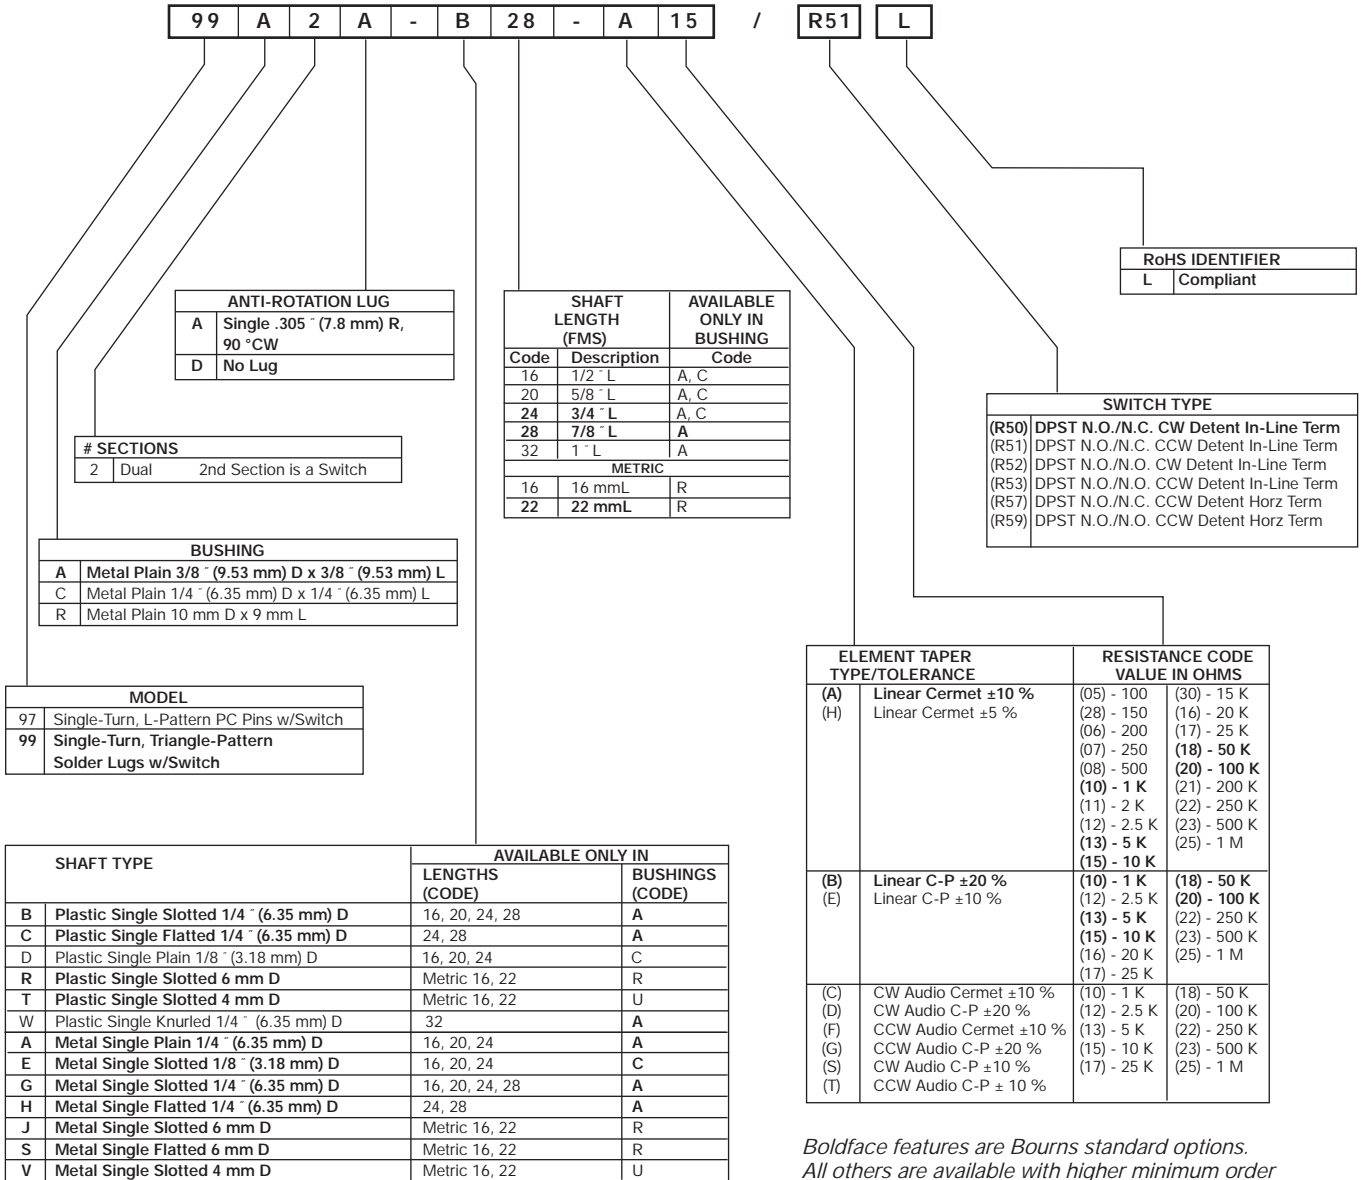 99 A 2 A - B 28 - A 15 / R51 L
RoHS IDENTIFIER
L Compliant
ANTI-ROTATION LUG
A Single .305 ˝ (7.8 mm) R,
90 °CW
D No Lug
SHAFT LENGTH (FMS) AVAILABLE ONLY IN BUSHING
Code Description Code
16 1/2 ˝ L A, C
20 5/8 ˝ L A, C
24 3/4 ˝ L A, C
28 7/8 ˝ L A
32 1 ˝ L A
METRIC
16 16 mmL R
22 22 mmL R
SWITCH TYPE
(R50) DPST N.O./N.C. CW Detent In-Line Term
(R51) DPST N.O./N.C. CCW Detent In-Line Term
(R52) DPST N.O./N.O. CW Detent In-Line Term
(R53) DPST N.O./N.O. CCW Detent In-Line Term
(R57) DPST N.O./N.C. CCW Detent Horz Term
(R59) DPST N.O./N.O. CCW Detent Horz Term
# SECTIONS
2 Dual 2nd Section is a Switch
BUSHING
A Metal Plain 3/8 ˝ (9.53 mm) D x 3/8 ˝ (9.53 mm) L
C Metal Plain 1/4 ˝ (6.35 mm) D x 1/4 ˝ (6.35 mm) L
R Metal Plain 10 mm D x 9 mm L
MODEL
97 Single-Turn, L-Pattern PC Pins w/Switch
99 Single-Turn, Triangle-Pattern
Solder Lugs w/Switch
ELEMENT TAPER RESISTANCE CODE
TYPE/TOLERANCE VALUE IN OHMS
(A) Linear Cermet ±10 % (05) - 100 (30) - 15 K
(H) Linear Cermet ±5 % (28) - 150 (16) - 20 K
(06) - 200 (17) - 25 K
(07) - 250 (18) - 50 K
(08) - 500 (20) - 100 K
(10) - 1 K (21) - 200 K
(11) - 2 K (22) - 250 K
(12) - 2.5 K (23) - 500 K
(13) - 5 K (25) - 1 M
(15) - 10 K
(B) Linear C-P ±20 % (10) - 1 K (18) - 50 K
(E) Linear C-P ±10 % (12) - 2.5 K (20) - 100 K
(13) - 5 K (22) - 250 K
(15) - 10 K (23) - 500 K
(16) - 20 K (25) - 1 M
(17) - 25 K
(C) CW Audio Cermet ±10 % (10) - 1 K (18) - 50 K
(D) CW Audio C-P ±20 % (12) - 2.5 K (20) - 100 K
(F) CCW Audio Cermet ±10 % (13) - 5 K (22) - 250 K
(G) CCW Audio C-P ±20 % (15) - 10 K (23) - 500 K
(S) CW Audio C-P ±10 % (17) - 25 K (25) - 1 M
(T) CCW Audio C-P ± 10 %
SHAFT TYPE AVAILABLE ONLY IN
LENGTHS (CODE) BUSHINGS (CODE)
B Plastic Single Slotted 1/4 ˝ (6.35 mm) D 16, 20, 24, 28 A
C Plastic Single Flatted 1/4 ˝ (6.35 mm) D 24, 28 A
D Plastic Single Plain 1/8 ˝ (3.18 mm) D 16, 20, 24 C
R Plastic Single Slotted 6 mm D Metric 16, 22 R
T Plastic Single Slotted 4 mm D Metric 16, 22 U
W Plastic Single Knurled 1/4 ˝ (6.35 mm) D 32 A
A Metal Single Plain 1/4 ˝ (6.35 mm) D 16, 20, 24 A
E Metal Single Slotted 1/8 ˝ (3.18 mm) D 16, 20, 24 C
G Metal Single Slotted 1/4 ˝ (6.35 mm) D 16, 20, 24, 28 A
H Metal Single Flatted 1/4 ˝ (6.35 mm) D 24, 28 A
J Metal Single Slotted 6 mm D Metric 16, 22 R
S Metal Single Flatted 6 mm D Metric 16, 22 R
V Metal Single Slotted 4 mm D Metric 16, 22 U
Boldface features are Bourns standard options.
All others are available with higher minimum order